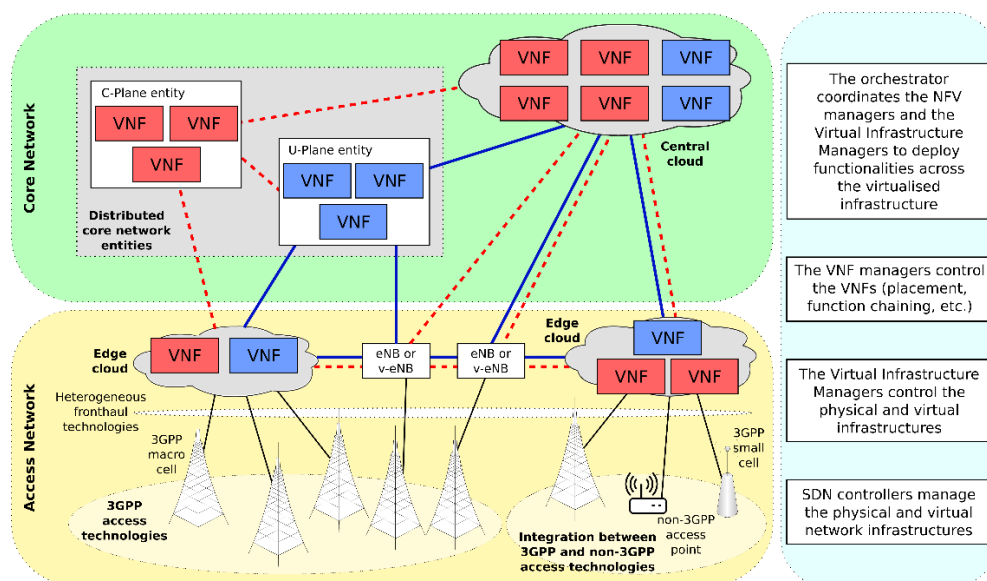 Core Network
C-Plane entity
VNF VNF
VNF
U-Plane entity
VNF VNF
VNF
Distributed
core network
entities
VNF VNF VNF
VNF VNF VNF
Central
cloud
Access Network
Edge
cloud
VNF VNF
eNB or
v-eNB
eNB or
v-eNB
Edge
cloud
VNF
VNF VNF
Heterogeneous
fronthaul
technologies
3GPP
macro
cell
3GPP
access
technologies
3GPP
small
cell
non-3GPP
access
point
Integration between
3GPP and non-3GPP
access technologies
The orchestrator
coordinates the NFV
managers and the
Virtual Infrastructure
Managers to deploy
functionalities across
the virtualised
infrastructure
The VNF managers control
the VNFs (placement,
function chaining, etc.)
The Virtual Infrastructure
Managers control the
physical and virtual
infrastructures
SDN controllers manage
the physical and virtual
network infrastructures